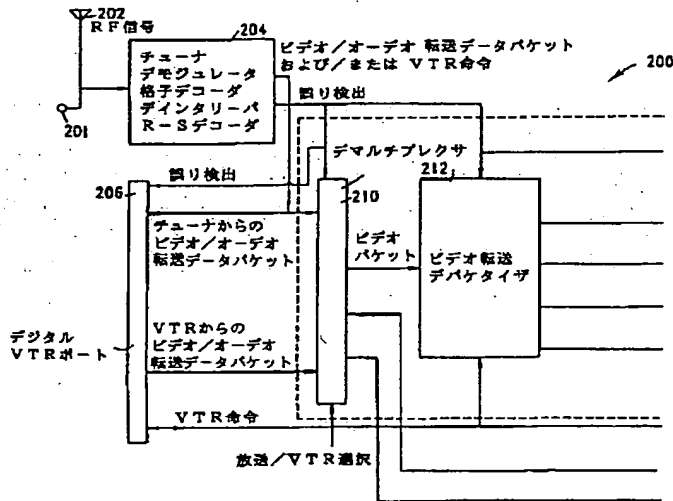 202
RF信号
201
204
チューナ
デモジュレータ
格子デコーダ
デインタリーバ
R-Sデコーダ
ビデオ/オーデオ 転送データパケット
および/または VTR命令
誤り検出
200
206
誤り検出
チューナからの
ビデオ/オーデオ
転送データパケット
VTRからの
ビデオ/オーデオ
転送データパケット
デジタル
VTRポート
VTR命令
デマルチプレクサ
210
ビデオ
パケット
212
ビデオ転送
デパケタイザ
放送/VTR選択